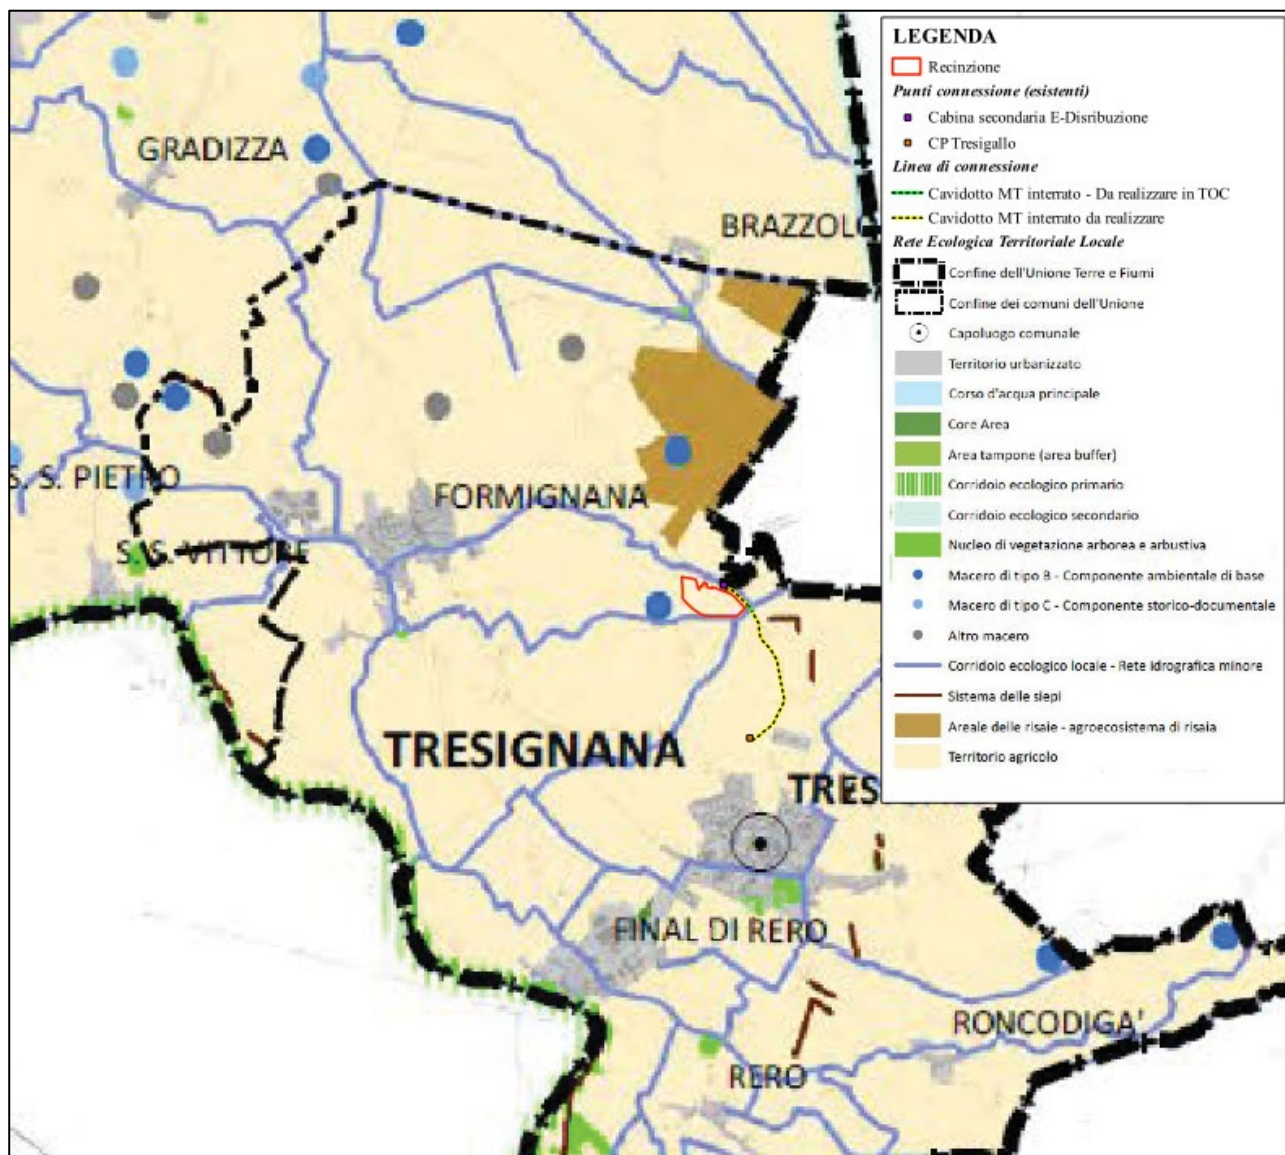 LEGENDA
Recinzione
Punti connessione (esistenti)
Cabina secondaria E-Disribuzione
CP Tresigallo
Linea di connessione
Cavidotto MT interrato - Da realizzare in TOC
Cavidotto MT interrato da realizzare
Rete Ecologica Territoriale Locale
Confine dell'Unione Terre e Fiumi
Confine dei comuni dell'Unione
Capoluogo comunale
Territorio urbanizzato
Corso d'acqua principale
Core Area
Area tampone (area buffer)
Corridoio ecologico primario
Corridoio ecologico secondario
Nucleo di vegetazione arborea e arbustiva
Macero di tipo B - Componente ambientale di base
Macero di tipo C - Componente storico-documentale
Altro macero
Corridoio ecologico locale - Rete idrografica minore
Sistema delle siepi
Areale delle risaie - agroecosistema di risaia
Territorio agricolo
GRADIZZA
BRAZZOLO
S. S. PIETRO
FORMIGNANA
S. S. VITTORE
TRESIGNANA
TRES
FINAL DI RERO
RONCODIGA'
RERO